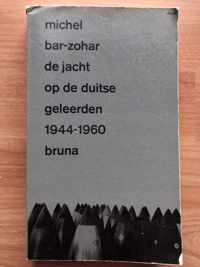 michel
bar-zohar
de jacht
op de duitse
geleerden
1944-1960
bruna